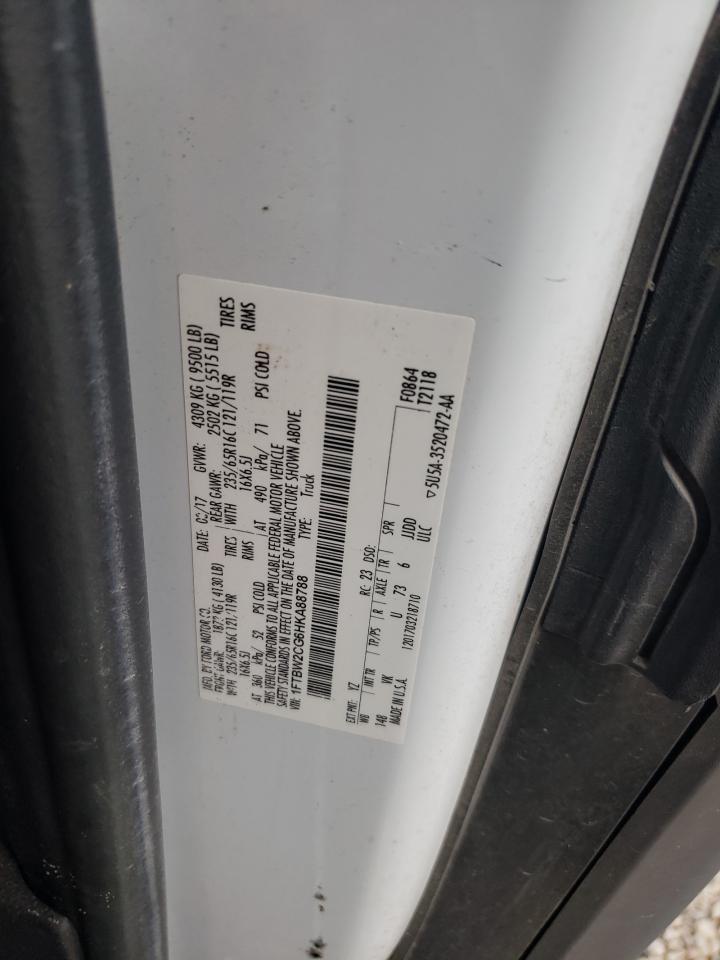 MFD. BY FORD MOTOR CO. DATE: 02/17 GVWR: 4309 KG ( 9500 LB)
FRONT GAWR: 1873 KG ( 4130 LB) REAR GAWR: 2502 KG ( 5515 LB)
WITH 235/65R16C 121/119R TIRES WITH 235/65R16C 121/119R TIRES
16X6.5J RIMS 16X6.5J RIMS
AT 360 kPa/ 52 PSI COLD AT 490 kPa/ 71 PSI COLD
THIS VEHICLE CONFORMS TO ALL APPLICABLE FEDERAL MOTOR VEHICLE
SAFETY STANDARDS IN EFFECT ON THE DATE OF MANUFACTURE SHOWN ABOVE.
VIN: 1FTBW2CG6HKA88788 TYPE: Truck
EXT PNT: YZ RC: 23 DSO: F0864
WB INT TR TP/PS R AXLE TR SPR T2118
148 VK U 73 6 JJDD
MADE IN U.S.A. 1201703218710 ULC ▽5U5A-3520472-AA